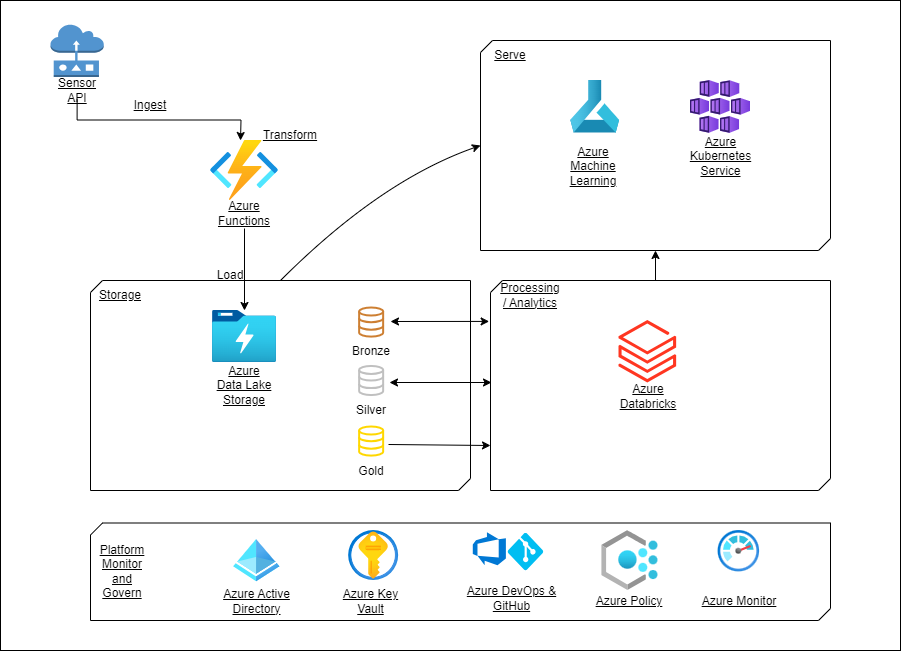 Sensor
API
Ingest
Transform
Azure
Functions
Load
Serve
Azure
Machine
Learning
Azure
Kubernetes
Service
Storage
Azure
Data Lake
Storage
Bronze
Silver
Gold
Processing
/ Analytics
Azure
Databricks
Platform
Monitor
and
Govern
Azure Active
Directory
Azure Key
Vault
Azure DevOps &
GitHub
Azure Policy
Azure Monitor